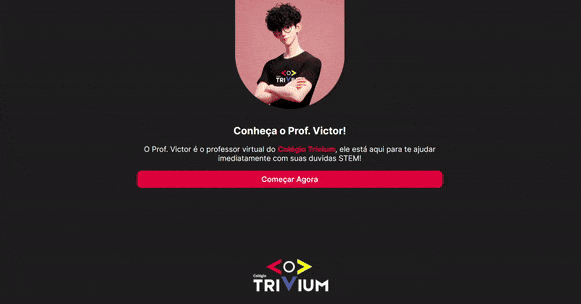 TRIVIUM
Conheça o Prof. Victor!
O Prof. Victor é o professor virtual do Colégio Trivium, ele está aqui para te ajudar
imediatamente com suas duvidas STEM!
Começar Agora
Colégio
TRIVIUM